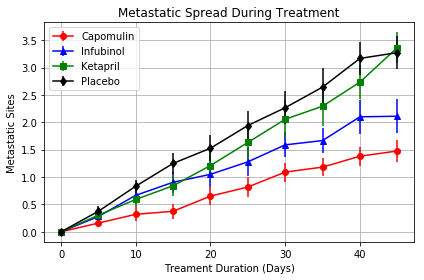 Metastatic Spread During Treatment
Capomulin
Infubinol
Ketapril
Placebo
Metastatic Sites
3.5
3.0
2.5
2.0
1.5
1.0
0.5
0.0
0
10
20
30
40
Treament Duration (Days)